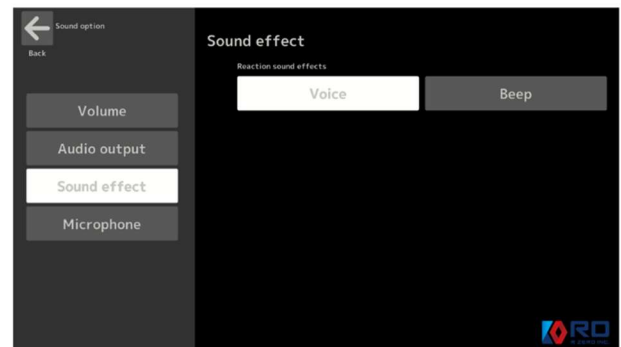 Sound option
Back
Volume
Audio output
Sound effect
Microphone
Sound effect
Reaction sound effects
Voice Beep
RO